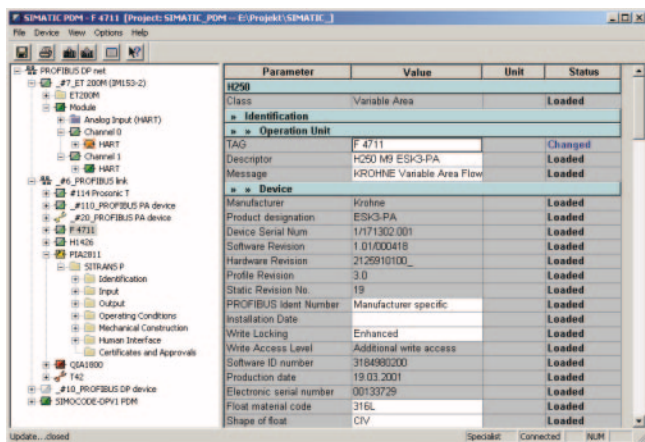 SIMATIC PDM - F 4711 [Project: SIMATIC_PDM -- E:\Projekt\SIMATIC_]
File Device View Options Help
PROFIBUS DP net
_#7_ET 200M (IM153-2)
ET200M
Module
Analog Input (HART)
Channel 0
HART
Channel 1
HART
_#6_PROFIBUS link
#114 Prosonic T
_#110_PROFIBUS PA device
_#20_PROFIBUS PA device
F 4711
H1426
PIA2811
SITRANS P
Identification
Input
Output
Operating Conditions
Mechanical Construction
Human Interface
Certificates and Approvals
QIA1800
T42
_#10_PROFIBUS DP device
SIMOCODE-DPV1 PDM
Parameter Value Unit Status
H250
Class Variable Area Loaded
» Identification
» » Operation Unit
TAG F 4711 Changed
Descriptor H250 M9 ESK3-PA Loaded
Message KROHNE Variable Area Flow Loaded
» » Device
Manufacturer Krohne Loaded
Product designation ESK3-PA Loaded
Device Serial Num 1/171302.001 Loaded
Software Revision 1.01/000418 Loaded
Hardware Revision 2125910100_ Loaded
Profile Revision 3.0 Loaded
Static Revision No. 19 Loaded
PROFIBUS Ident Number Manufacturer specific Loaded
Installation Date Loaded
Write Locking Enhanced Loaded
Write Access Level Additional write access Loaded
Software ID number 3184980200 Loaded
Production date 19.03.2001 Loaded
Electronic serial number 00133729 Loaded
Float material code 316L Loaded
Shape of float CIV Loaded
Update...closed Specialist Connected NUM